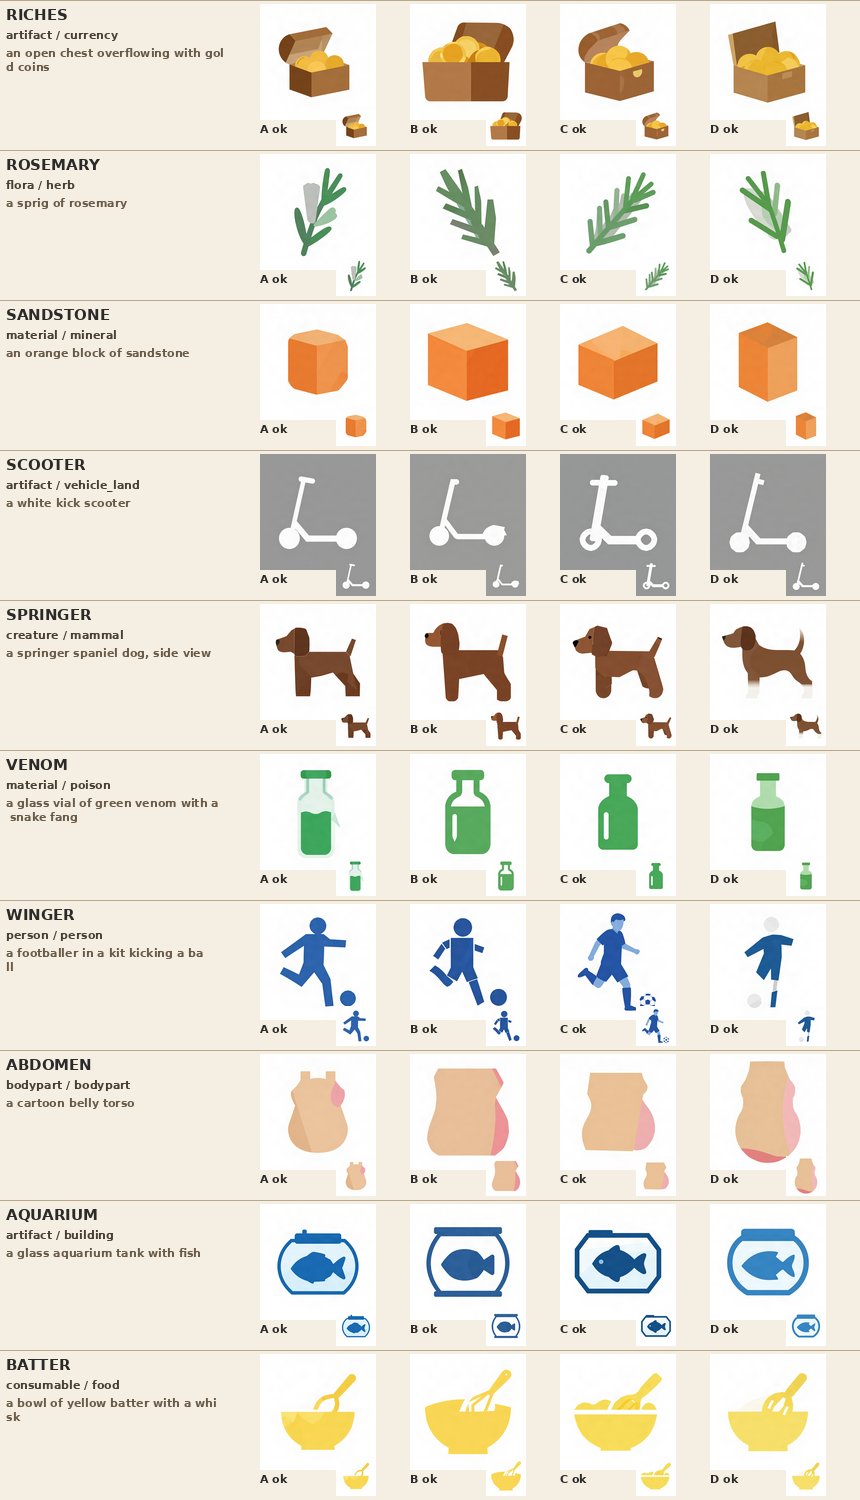 RICHES
artifact / currency
an open chest overflowing with gol
d coins
A ok B ok C ok D ok
ROSEMARY
flora / herb
a sprig of rosemary
A ok B ok C ok D ok
SANDSTONE
material / mineral
an orange block of sandstone
A ok B ok C ok D ok
SCOOTER
artifact / vehicle_land
a white kick scooter
A ok B ok C ok D ok
SPRINGER
creature / mammal
a springer spaniel dog, side view
A ok B ok C ok D ok
VENOM
material / poison
a glass vial of green venom with a
snake fang
A ok B ok C ok D ok
WINGER
person / person
a footballer in a kit kicking a ba
ll
A ok B ok C ok D ok
ABDOMEN
bodypart / bodypart
a cartoon belly torso
A ok B ok C ok D ok
AQUARIUM
artifact / building
a glass aquarium tank with fish
A ok B ok C ok D ok
BATTER
consumable / food
a bowl of yellow batter with a whi
sk
A ok B ok C ok D ok